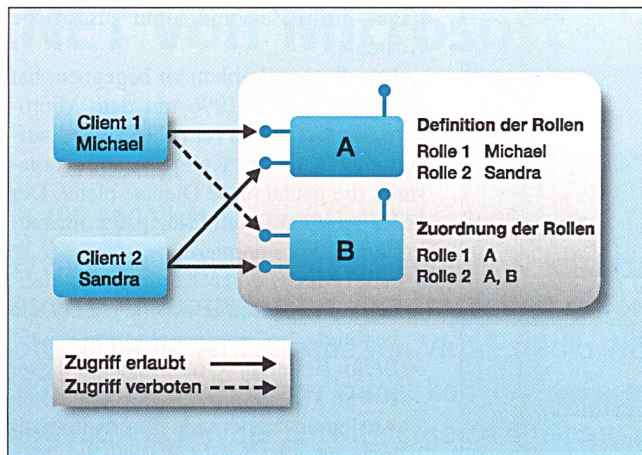 Client 1
Michael
Client 2
Sandra
A
B
Definition der Rollen
Rolle 1 Michael
Rolle 2 Sandra
Zuordnung der Rollen
Rolle 1 A
Rolle 2 A, B
Zugriff erlaubt
Zugriff verboten